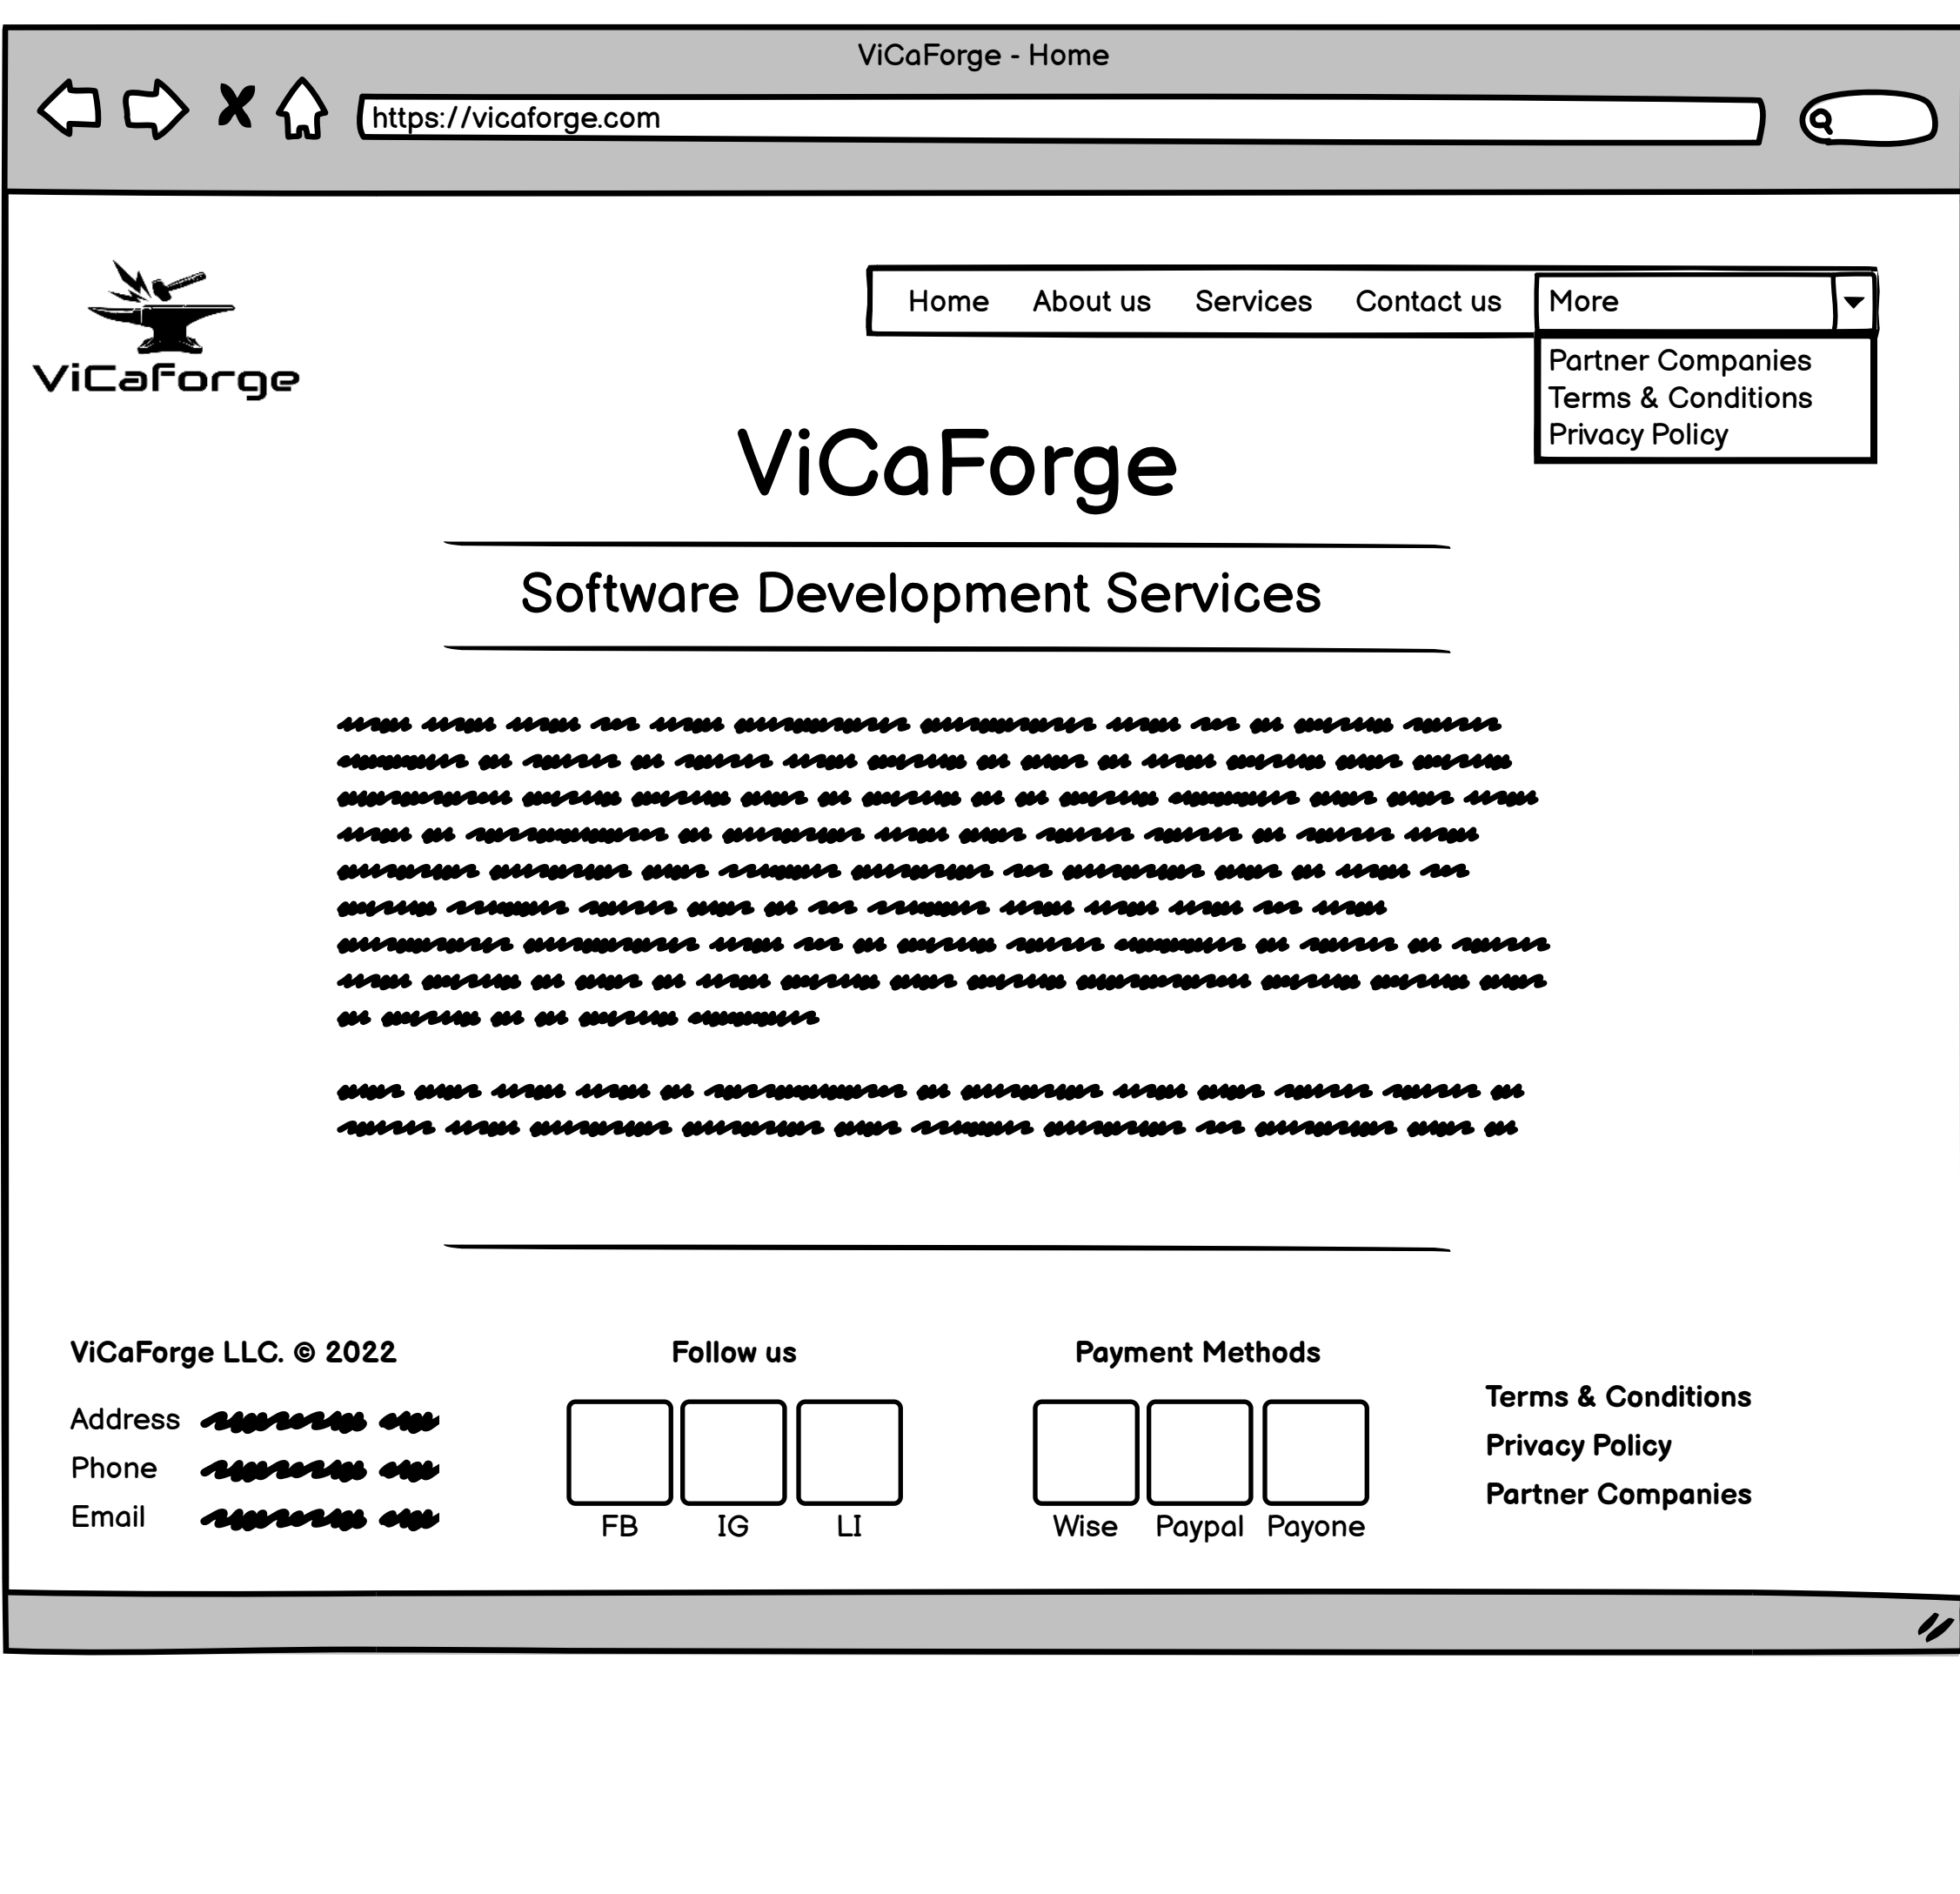 ViCaForge - Home
https://vicaforge.com
ViCaForge
Home About us Services Contact us More
Partner Companies
Terms & Conditions
Privacy Policy
ViCaForge
Software Development Services
ViCaForge LLC. © 2022
Address
Phone
Email
Follow us
FB IG LI
Payment Methods
Wise Paypal Payone
Terms & Conditions
Privacy Policy
Partner Companies